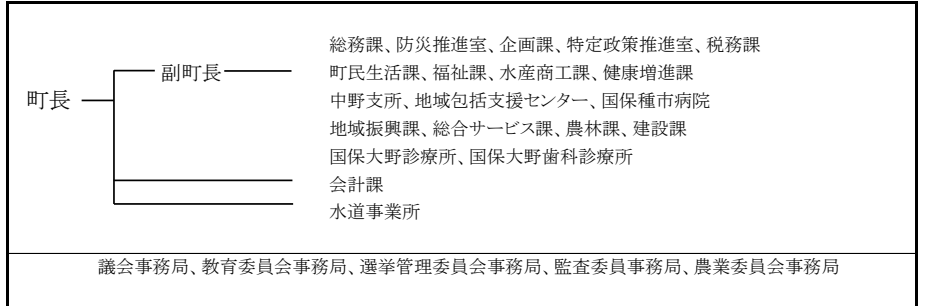 総務課、防災推進室、企画課、特定政策推進室、税務課
副町長
町民生活課、福祉課、水産商工課、健康増進課
町長
中野支所、地域包括支援センター、国保種市病院
地域振興課、総合サービス課、農林課、建設課
国保大野診療所、国保大野歯科診療所
会計課
水道事業所
議会事務局、教育委員会事務局、選挙管理委員会事務局、監査委員事務局、農業委員会事務局